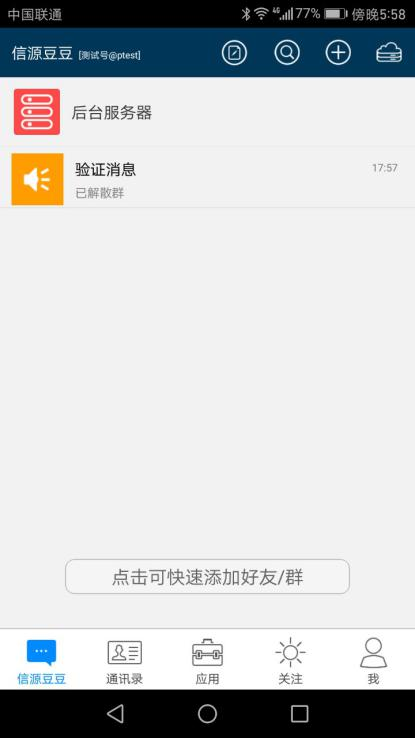 中国联通 4G 77% 傍晚5:58
信源豆豆 [测试号@ptest]
后台服务器
验证消息 17:57
已解散群
点击可快速添加好友/群
信源豆豆 通讯录 应用 关注 我